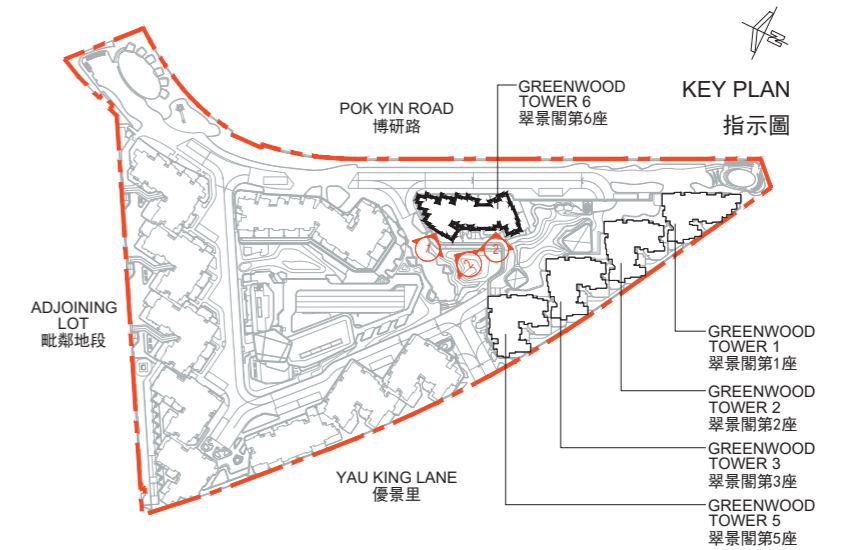 N
KEY PLAN
指示圖
GREENWOOD
TOWER 6
翠景閣第6座
POK YIN ROAD
博研路
1
2
2
ADJOINING
LOT
毗鄰地段
GREENWOOD
TOWER 1
翠景閣第1座
GREENWOOD
TOWER 2
翠景閣第2座
GREENWOOD
TOWER 3
翠景閣第3座
YAU KING LANE
優景里
GREENWOOD
TOWER 5
翠景閣第5座